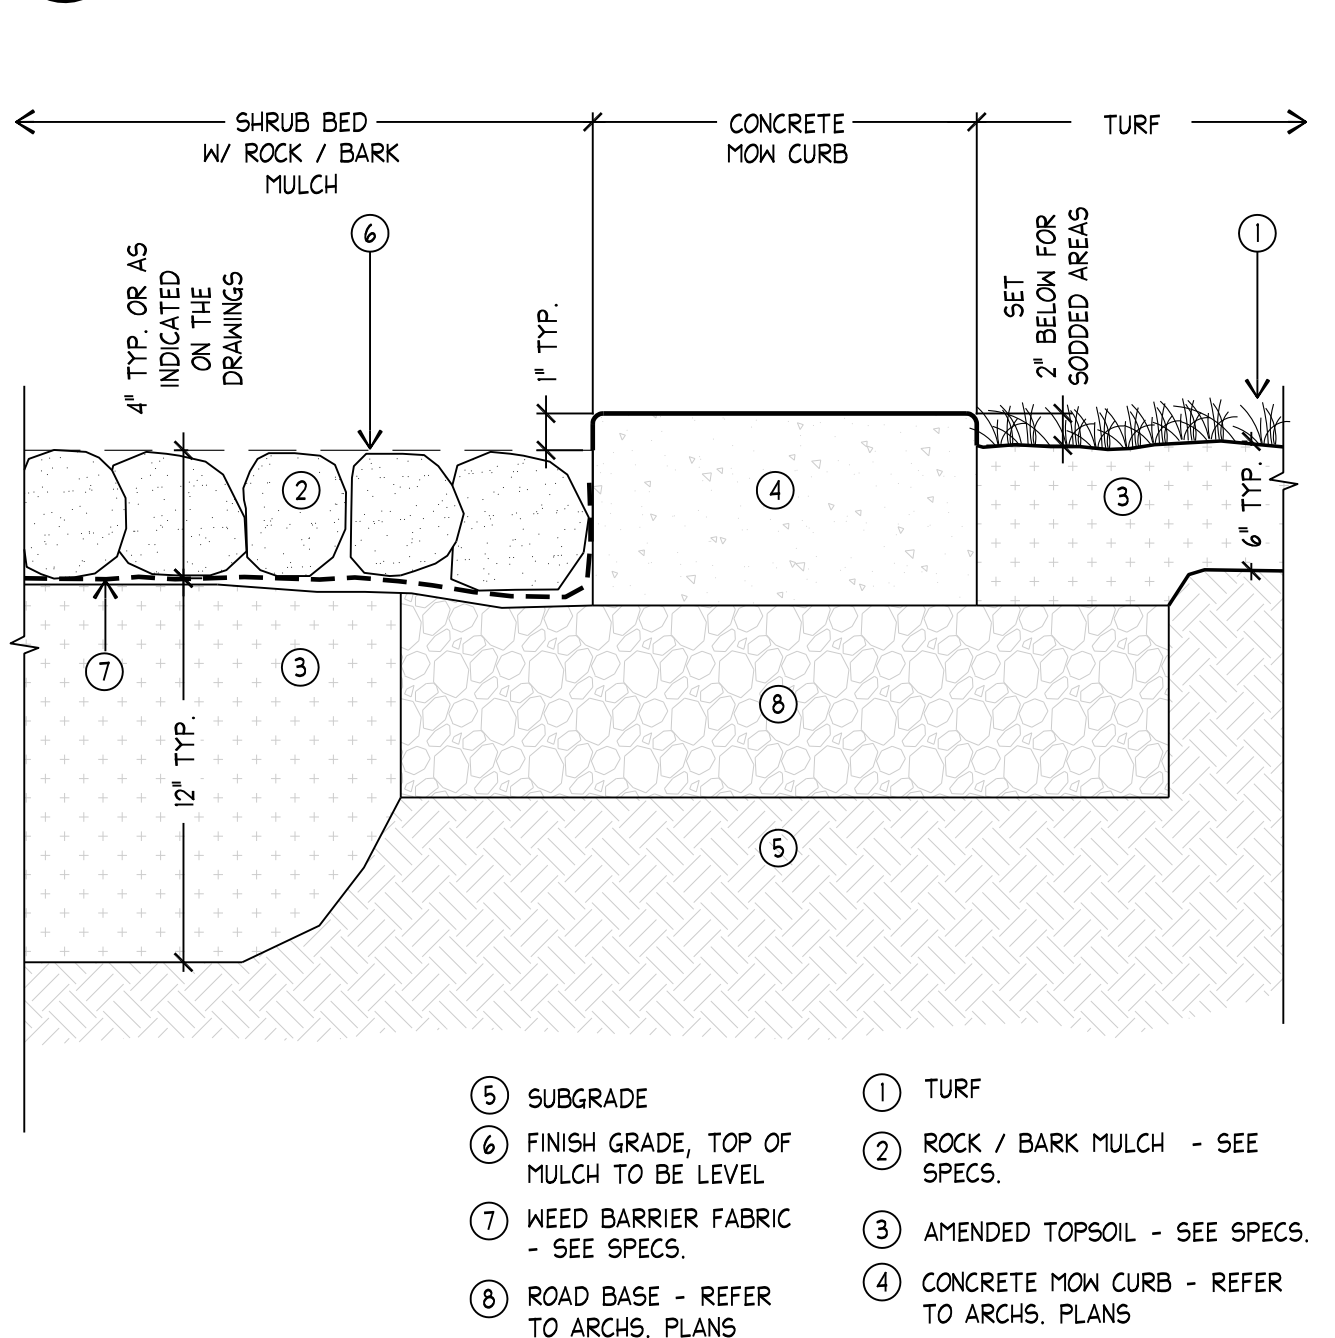 SHRUB BED
W/ ROCK / BARK
MULCH
CONCRETE
MOW CURB
TURF
4" TYP. OR AS
INDICATED
ON THE
DRAWINGS
6
1" TYP.
SET
2" BELOW FOR
SODDED AREAS
1
2
4
3
6" TYP.
7
3
12" TYP.
8
5
5 SUBGRADE
6 FINISH GRADE, TOP OF
MULCH TO BE LEVEL
7 WEED BARRIER FABRIC
- SEE SPECS.
8 ROAD BASE - REFER
TO ARCHS. PLANS
1 TURF
2 ROCK / BARK MULCH - SEE
SPECS.
3 AMENDED TOPSOIL - SEE SPECS.
4 CONCRETE MOW CURB - REFER
TO ARCHS. PLANS